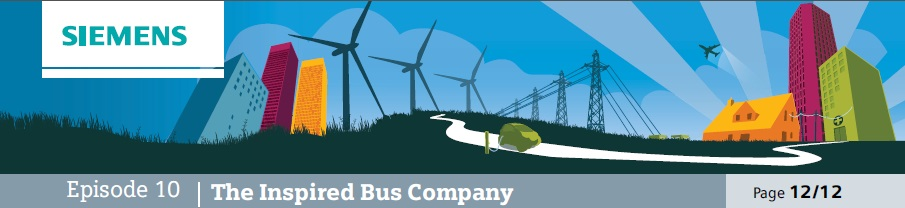 SIEMENS
Episode 10 | The Inspired Bus Company
Page 12/12